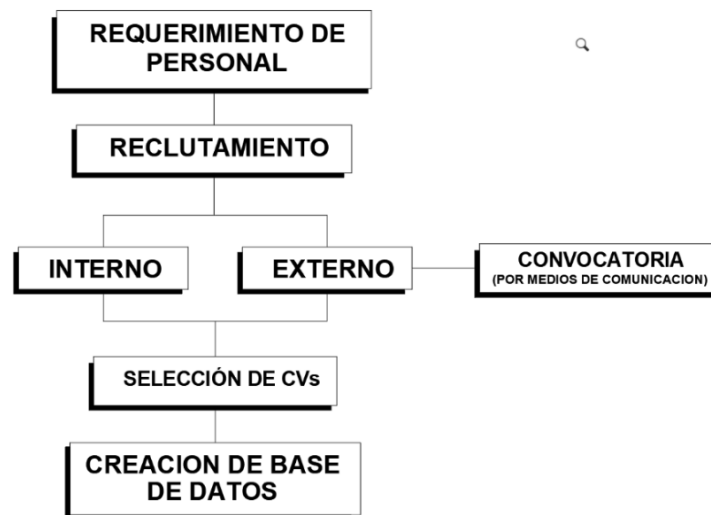 REQUERIMIENTO DE
PERSONAL
RECLUTAMIENTO
INTERNO
EXTERNO
CONVOCATORIA
(POR MEDIOS DE COMUNICACION)
SELECCIÓN DE CVs
CREACION DE BASE
DE DATOS